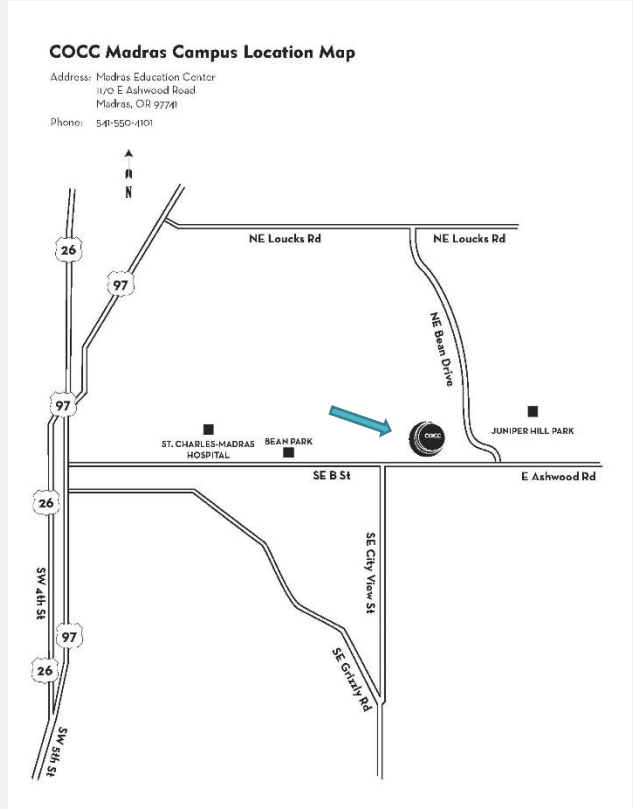 COCC Madras Campus Location Map
Address: Madras Education Center
1170 E Ashwood Road
Madras, OR 97741
Phone: 541-550-4101
N
26
97
NE Loucks Rd
NE Loucks Rd
NE Bean Drive
97
ST. CHARLES-MADRAS
HOSPITAL
BEAN PARK
COCC
JUNIPER HILL PARK
SE B St
E Ashwood Rd
26
SW 4th St
SE City View St
97
26
SE Grizzly Rd
SW 5th St